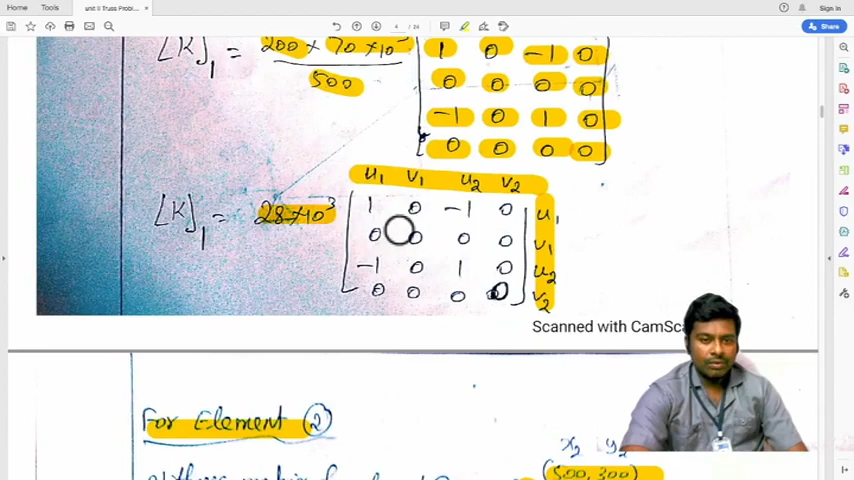 Home Tools unit II Truss Probl... × Sign In
4 / 24 Share
[K]₁ = 200 × 70 × 10³ 1 0 -1 0
500 0 0 0 0
-1 0 1 0
0 0 0 0
u₁ v₁ u₂ v₂
[K]₁ = 28×10³ 1 0 -1 0 u₁
0 0 0 0 v₁
-1 0 1 0 u₂
0 0 0 0 v₂
Scanned with CamSca
For Element ②
x₂ y₂
(500, 300)